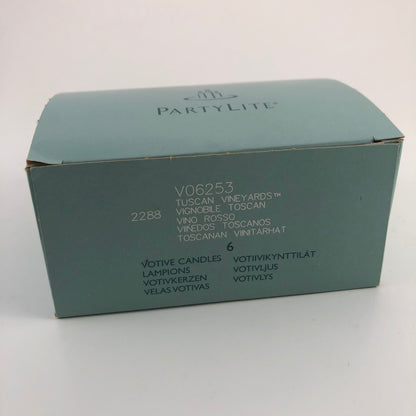 PARTYLITE®
V06253
2288
TUSCAN VINEYARDS™
VIGNOBLE TOSCAN
VINO ROSSO
VIINEDOS TOSCANOS
TOSCANAN VIINITARHAT
6
VOTIVE CANDLES
LAMPIONS
VOTIVKERZEN
VELAS VOTIVAS
VOTIIVIKYNTTILÄT
VOTIVLJUS
VOTIVLYS